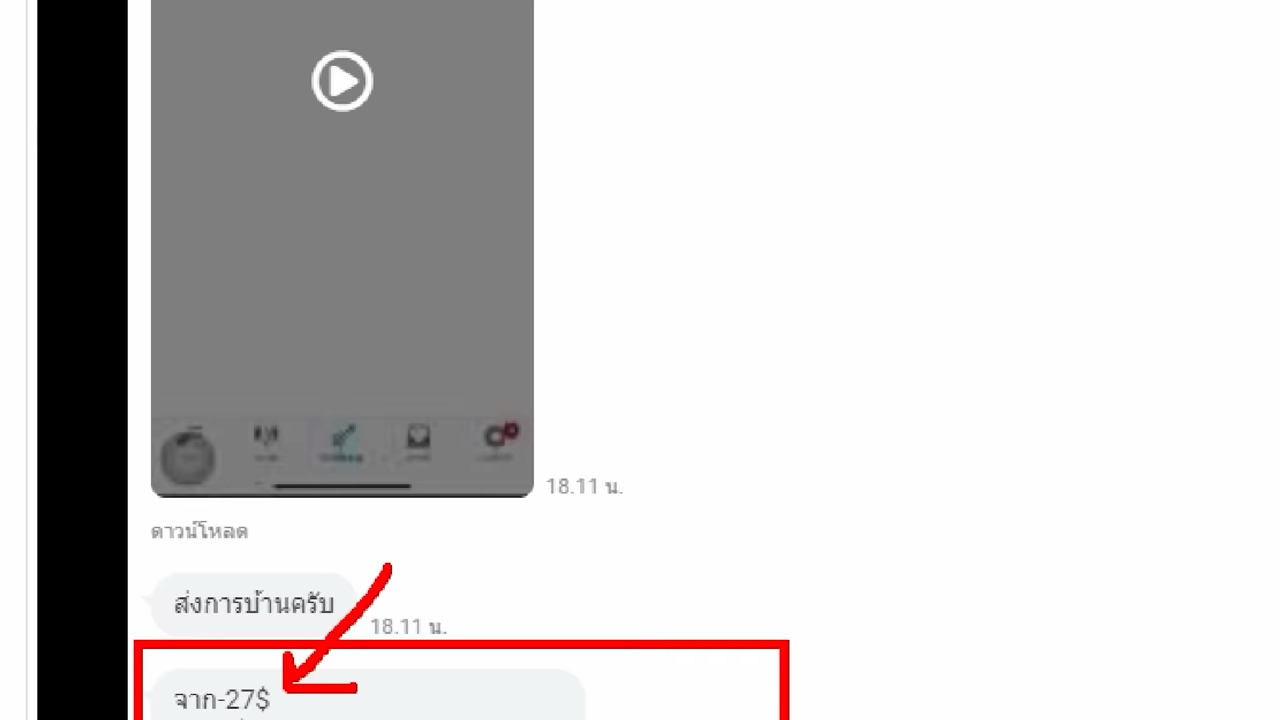 18.11 น.
ดาวน์โหลด
ส่งการบ้านครับ
18.11 น.
จาก-27$